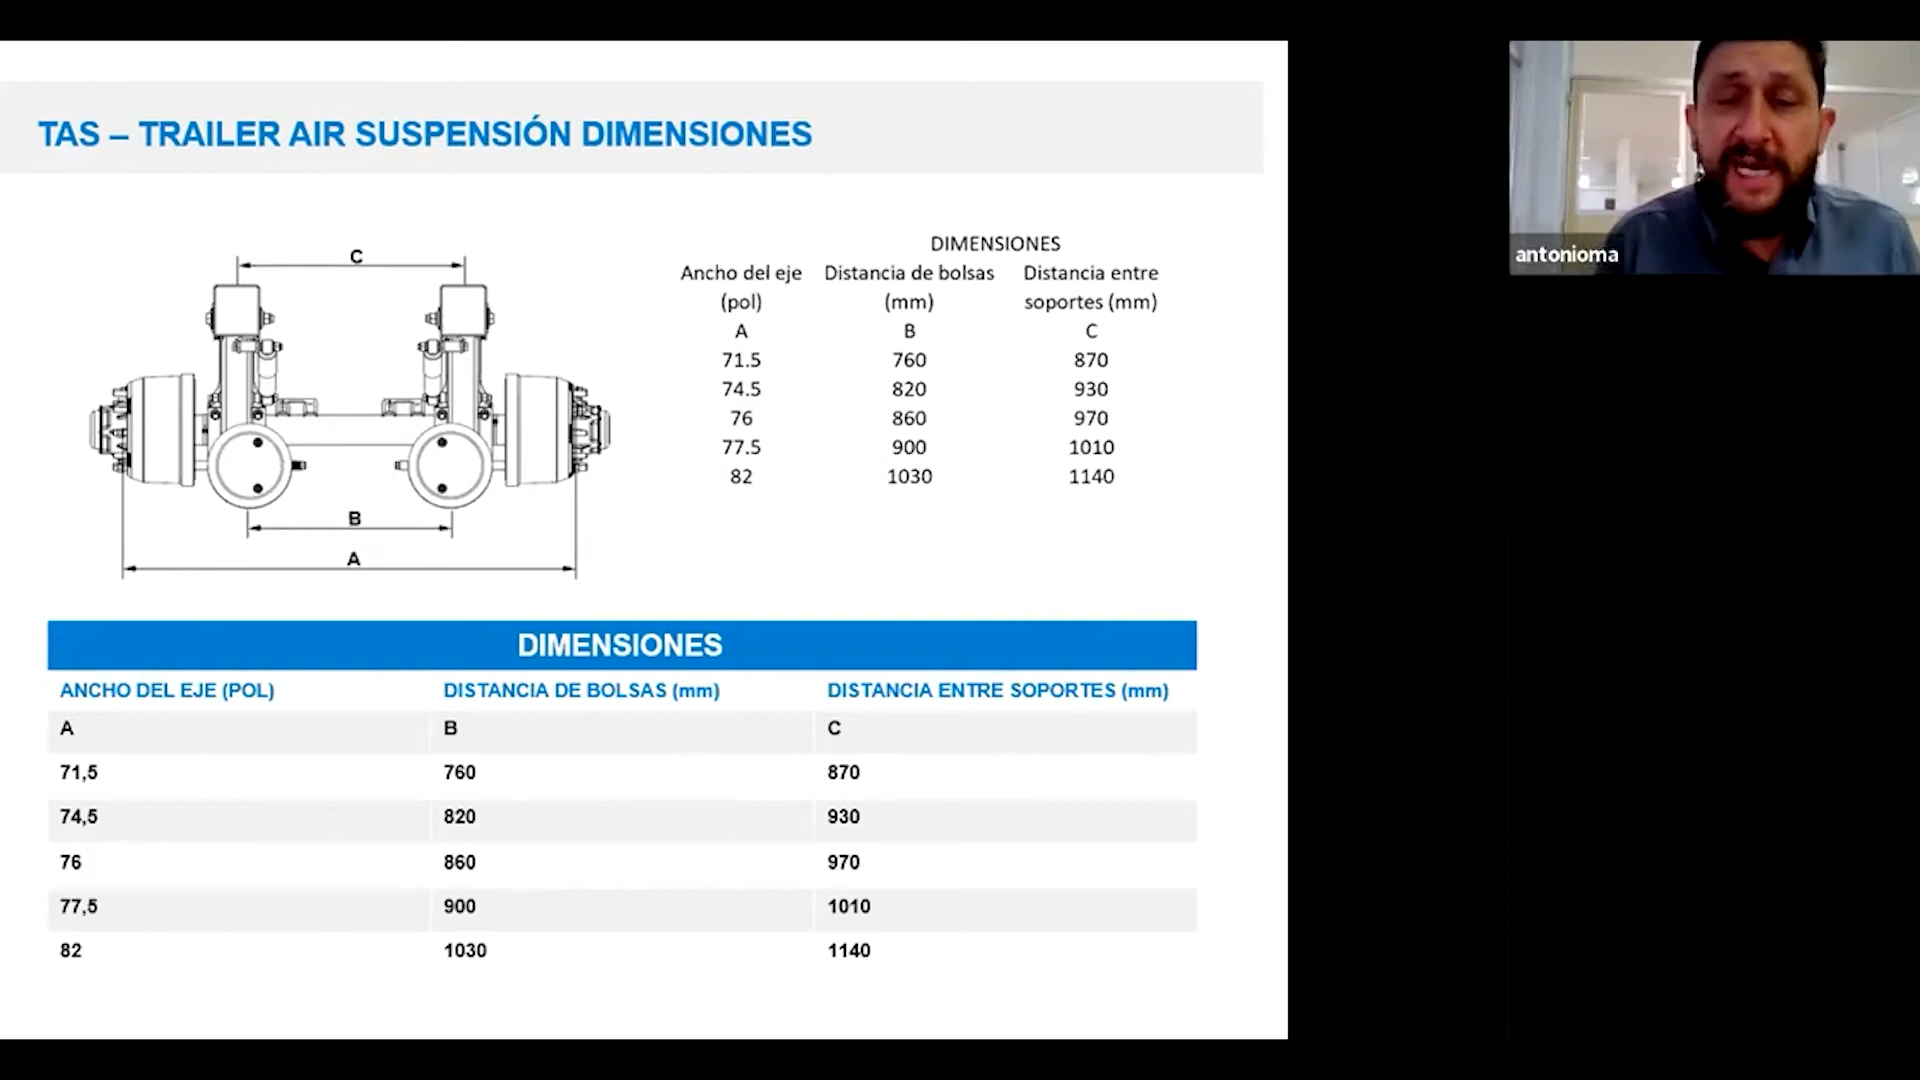 TAS – TRAILER AIR SUSPENSIÓN DIMENSIONES
antonioma
C
B
A
DIMENSIONES
Ancho del eje (pol) Distancia de bolsas (mm) Distancia entre soportes (mm)
A B C
71.5 760 870
74.5 820 930
76 860 970
77.5 900 1010
82 1030 1140
DIMENSIONES
ANCHO DEL EJE (POL) DISTANCIA DE BOLSAS (mm) DISTANCIA ENTRE SOPORTES (mm)
A B C
71,5 760 870
74,5 820 930
76 860 970
77,5 900 1010
82 1030 1140